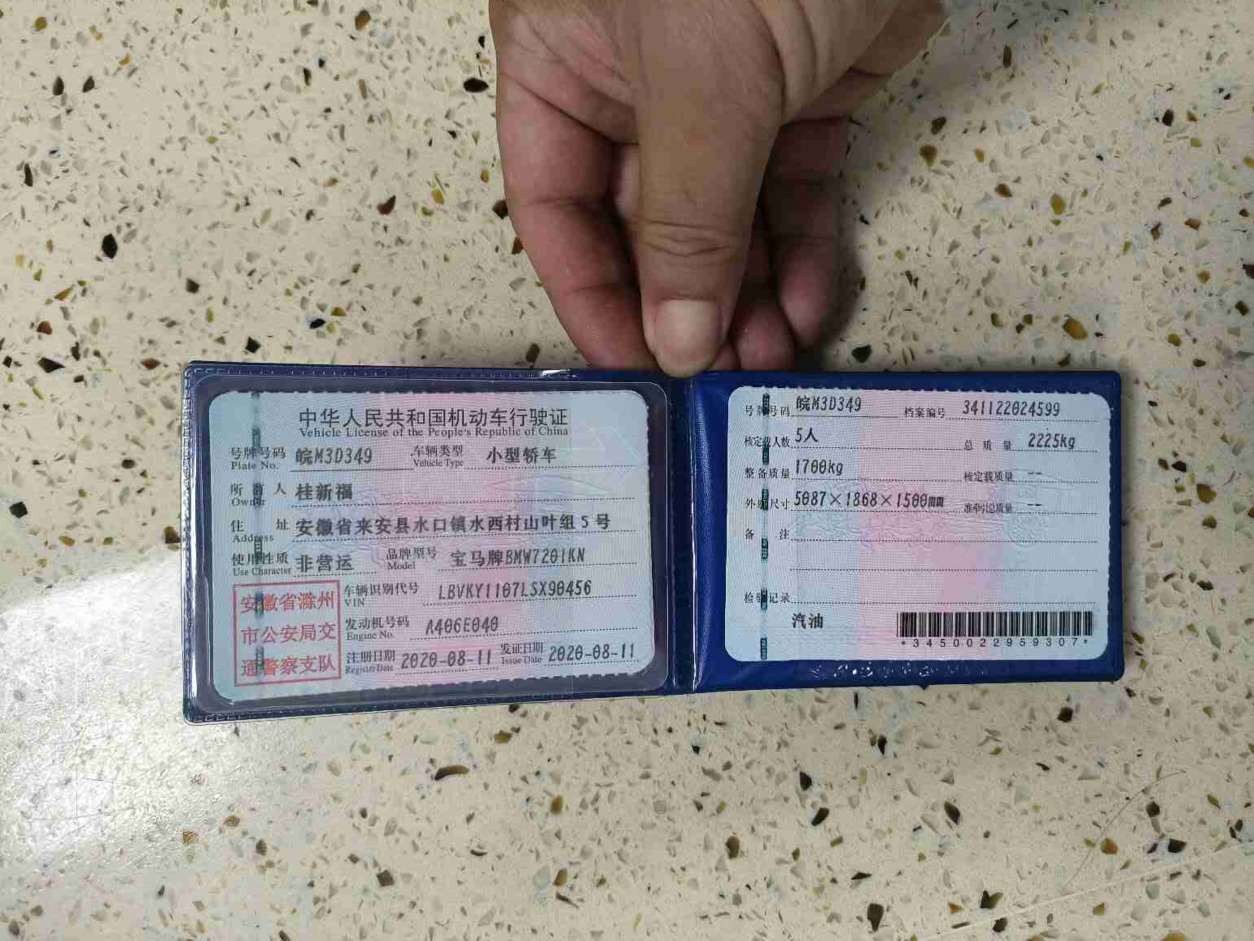 中华人民共和国机动车行驶证
Vehicle License of the People's Republic of China
号牌号码 皖M3D349 车辆类型 小型轿车
Plate No. Vehicle Type
所有人 桂新福
Owner
住址 安徽省来安县水口镇水西村山叶组5号
Address
使用性质 非营运 品牌型号 宝马牌BMW7201KN
Use Character Model
安徽省滁州
市公安局交
通警察支队
车辆识别代号 LBVKY1107LSX90456
VIN
发动机号码 A406E040
Engine No.
注册日期 2020-08-11 发证日期 2020-08-11
Register Date Issue Date
号牌号码 皖M3D349 档案编号 341122024599
核定载人数 5人 总质量 2225kg
整备质量 1700kg 核定载质量 --
外廓尺寸 5087×1868×1500mm 准牵引总质量 --
备注
检验记录
汽油
*3450022959307*